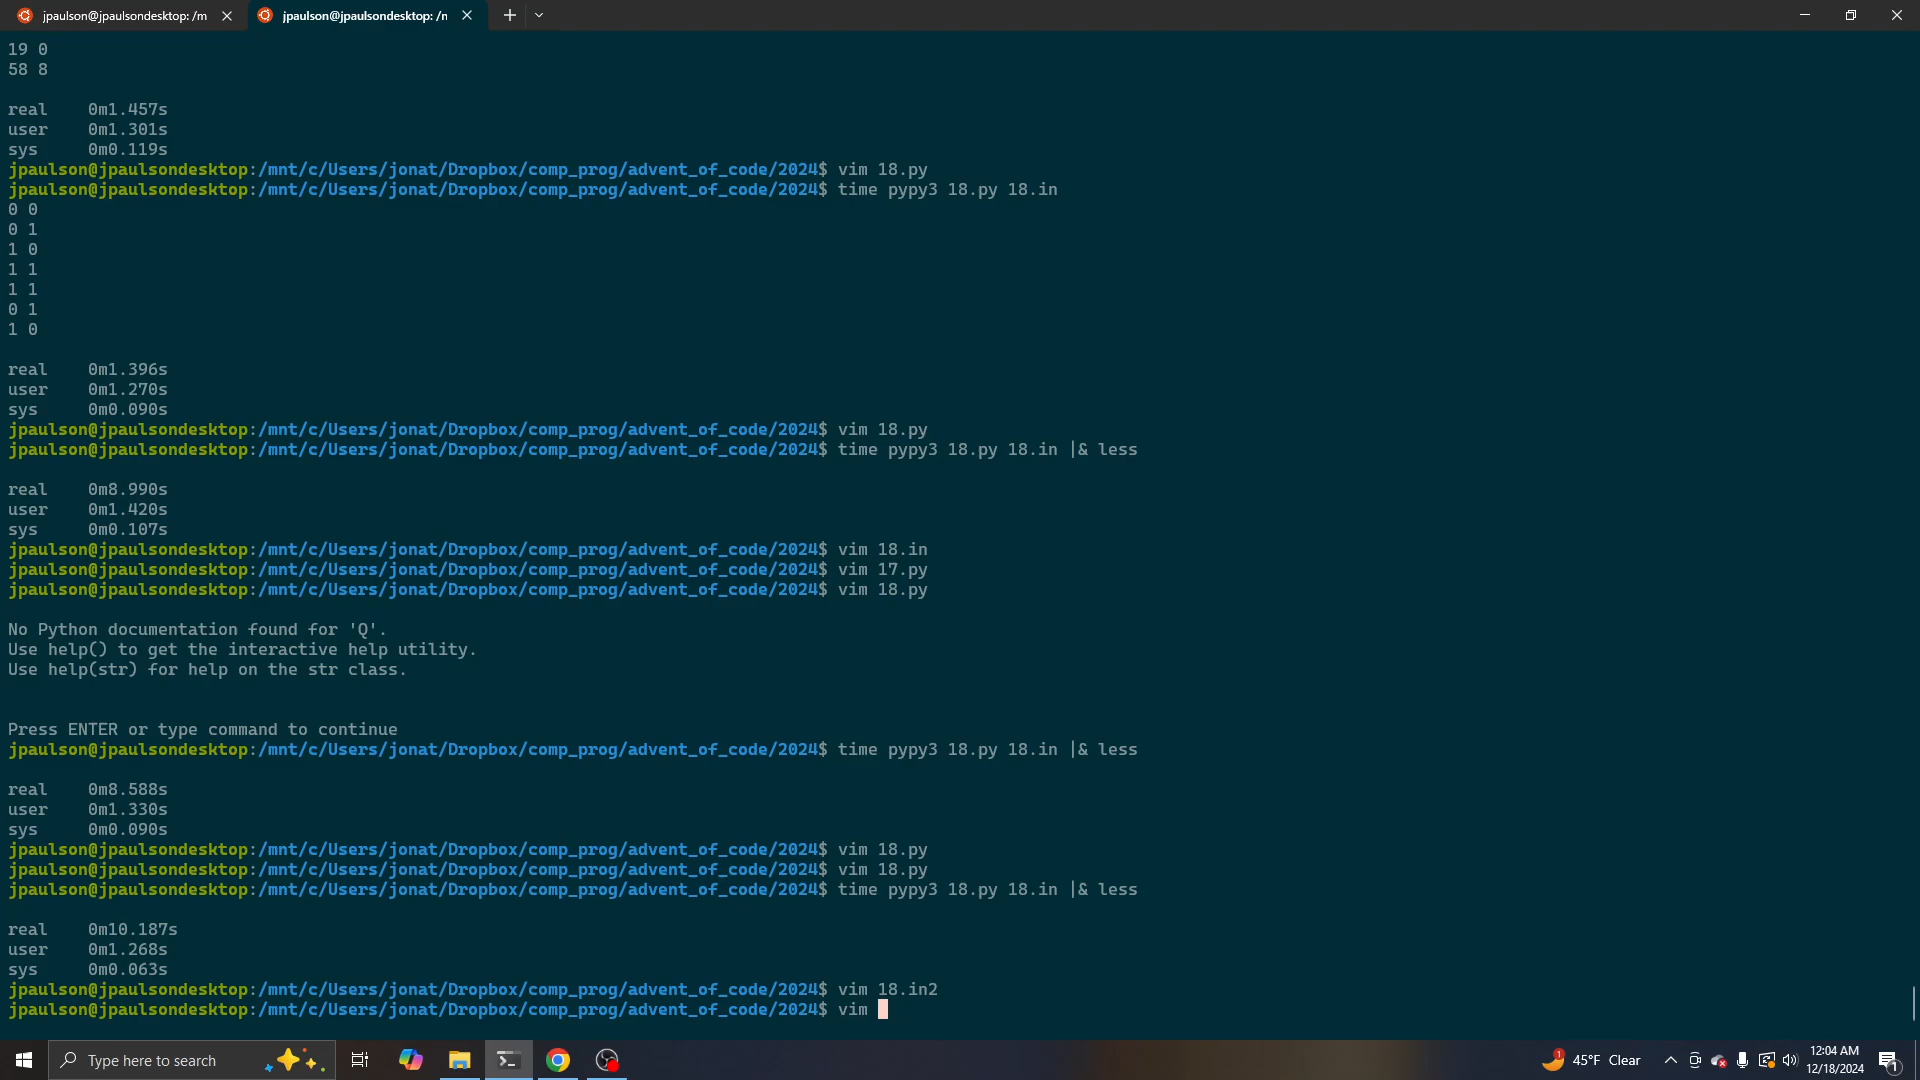 jpaulson@jpaulsondesktop: /m
jpaulson@jpaulsondesktop: /n
19 0
58 8
real    0m1.457s
user    0m1.301s
sys     0m0.119s
jpaulson@jpaulsondesktop:/mnt/c/Users/jonat/Dropbox/comp_prog/advent_of_code/2024$ vim 18.py
jpaulson@jpaulsondesktop:/mnt/c/Users/jonat/Dropbox/comp_prog/advent_of_code/2024$ time pypy3 18.py 18.in
0 0
0 1
1 0
1 1
1 1
0 1
1 0
real    0m1.396s
user    0m1.270s
sys     0m0.090s
jpaulson@jpaulsondesktop:/mnt/c/Users/jonat/Dropbox/comp_prog/advent_of_code/2024$ vim 18.py
jpaulson@jpaulsondesktop:/mnt/c/Users/jonat/Dropbox/comp_prog/advent_of_code/2024$ time pypy3 18.py 18.in |& less
real    0m8.990s
user    0m1.420s
sys     0m0.107s
jpaulson@jpaulsondesktop:/mnt/c/Users/jonat/Dropbox/comp_prog/advent_of_code/2024$ vim 18.in
jpaulson@jpaulsondesktop:/mnt/c/Users/jonat/Dropbox/comp_prog/advent_of_code/2024$ vim 17.py
jpaulson@jpaulsondesktop:/mnt/c/Users/jonat/Dropbox/comp_prog/advent_of_code/2024$ vim 18.py
No Python documentation found for 'Q'.
Use help() to get the interactive help utility.
Use help(str) for help on the str class.
Press ENTER or type command to continue
jpaulson@jpaulsondesktop:/mnt/c/Users/jonat/Dropbox/comp_prog/advent_of_code/2024$ time pypy3 18.py 18.in |& less
real    0m8.588s
user    0m1.330s
sys     0m0.090s
jpaulson@jpaulsondesktop:/mnt/c/Users/jonat/Dropbox/comp_prog/advent_of_code/2024$ vim 18.py
jpaulson@jpaulsondesktop:/mnt/c/Users/jonat/Dropbox/comp_prog/advent_of_code/2024$ vim 18.py
jpaulson@jpaulsondesktop:/mnt/c/Users/jonat/Dropbox/comp_prog/advent_of_code/2024$ time pypy3 18.py 18.in |& less
real    0m10.187s
user    0m1.268s
sys     0m0.063s
jpaulson@jpaulsondesktop:/mnt/c/Users/jonat/Dropbox/comp_prog/advent_of_code/2024$ vim 18.in2
jpaulson@jpaulsondesktop:/mnt/c/Users/jonat/Dropbox/comp_prog/advent_of_code/2024$ vim
Type here to search
1
45°F Clear
12:04 AM
12/18/2024
1